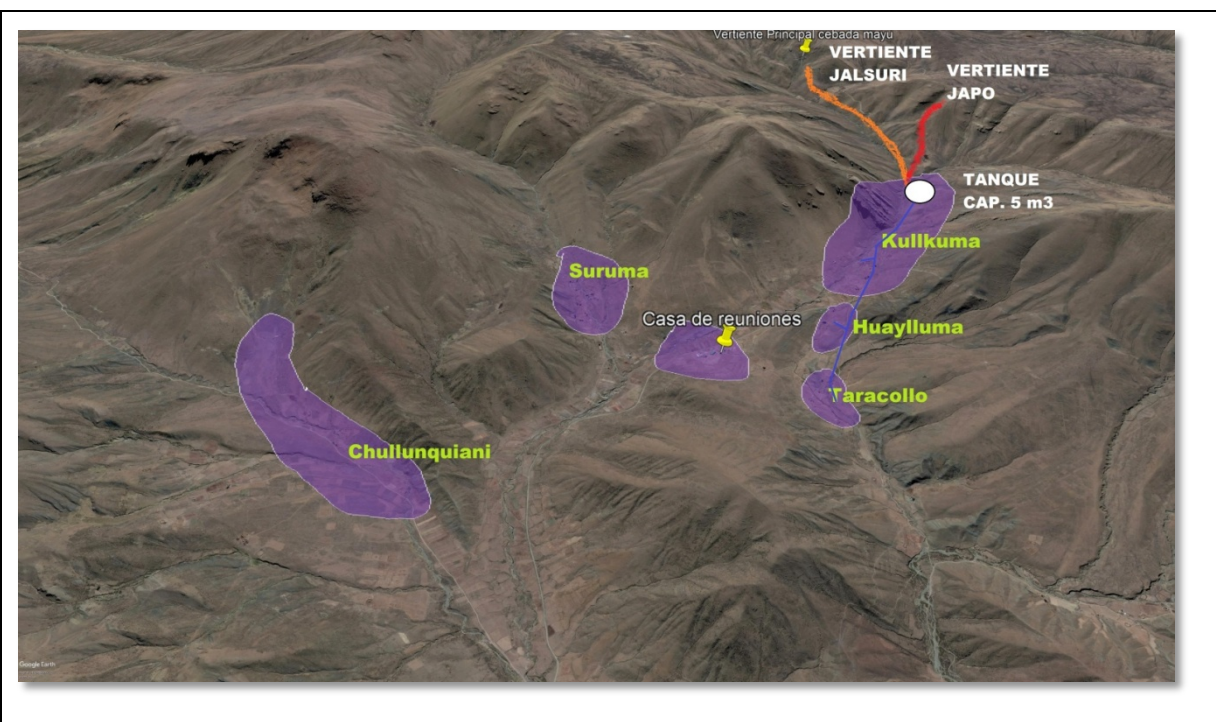 Vertiente Principal cebada mayu
VERTIENTE
JALSURI
VERTIENTE
JAPO
TANQUE
CAP. 5 m3
Kullkuma
Suruma
Casa de reuniones
Huaylluma
Taracollo
Chullunquiani
Google Earth